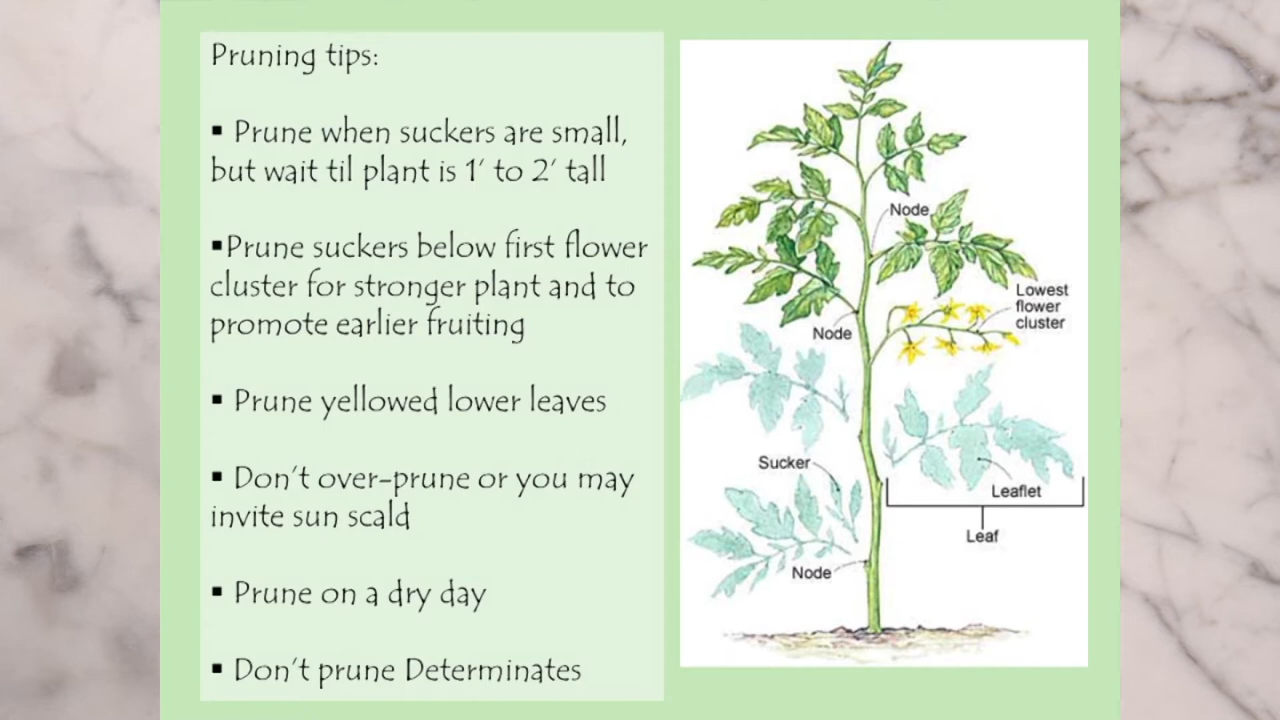 Pruning tips:
▪ Prune when suckers are small,
but wait til plant is 1′ to 2′ tall
▪Prune suckers below first flower
cluster for stronger plant and to
promote earlier fruiting
▪ Prune yellowed lower leaves
▪ Don't over-prune or you may
invite sun scald
▪ Prune on a dry day
▪ Don't prune Determinates
Node
Lowest
flower
cluster
Node
Sucker
Leaflet
Leaf
Node